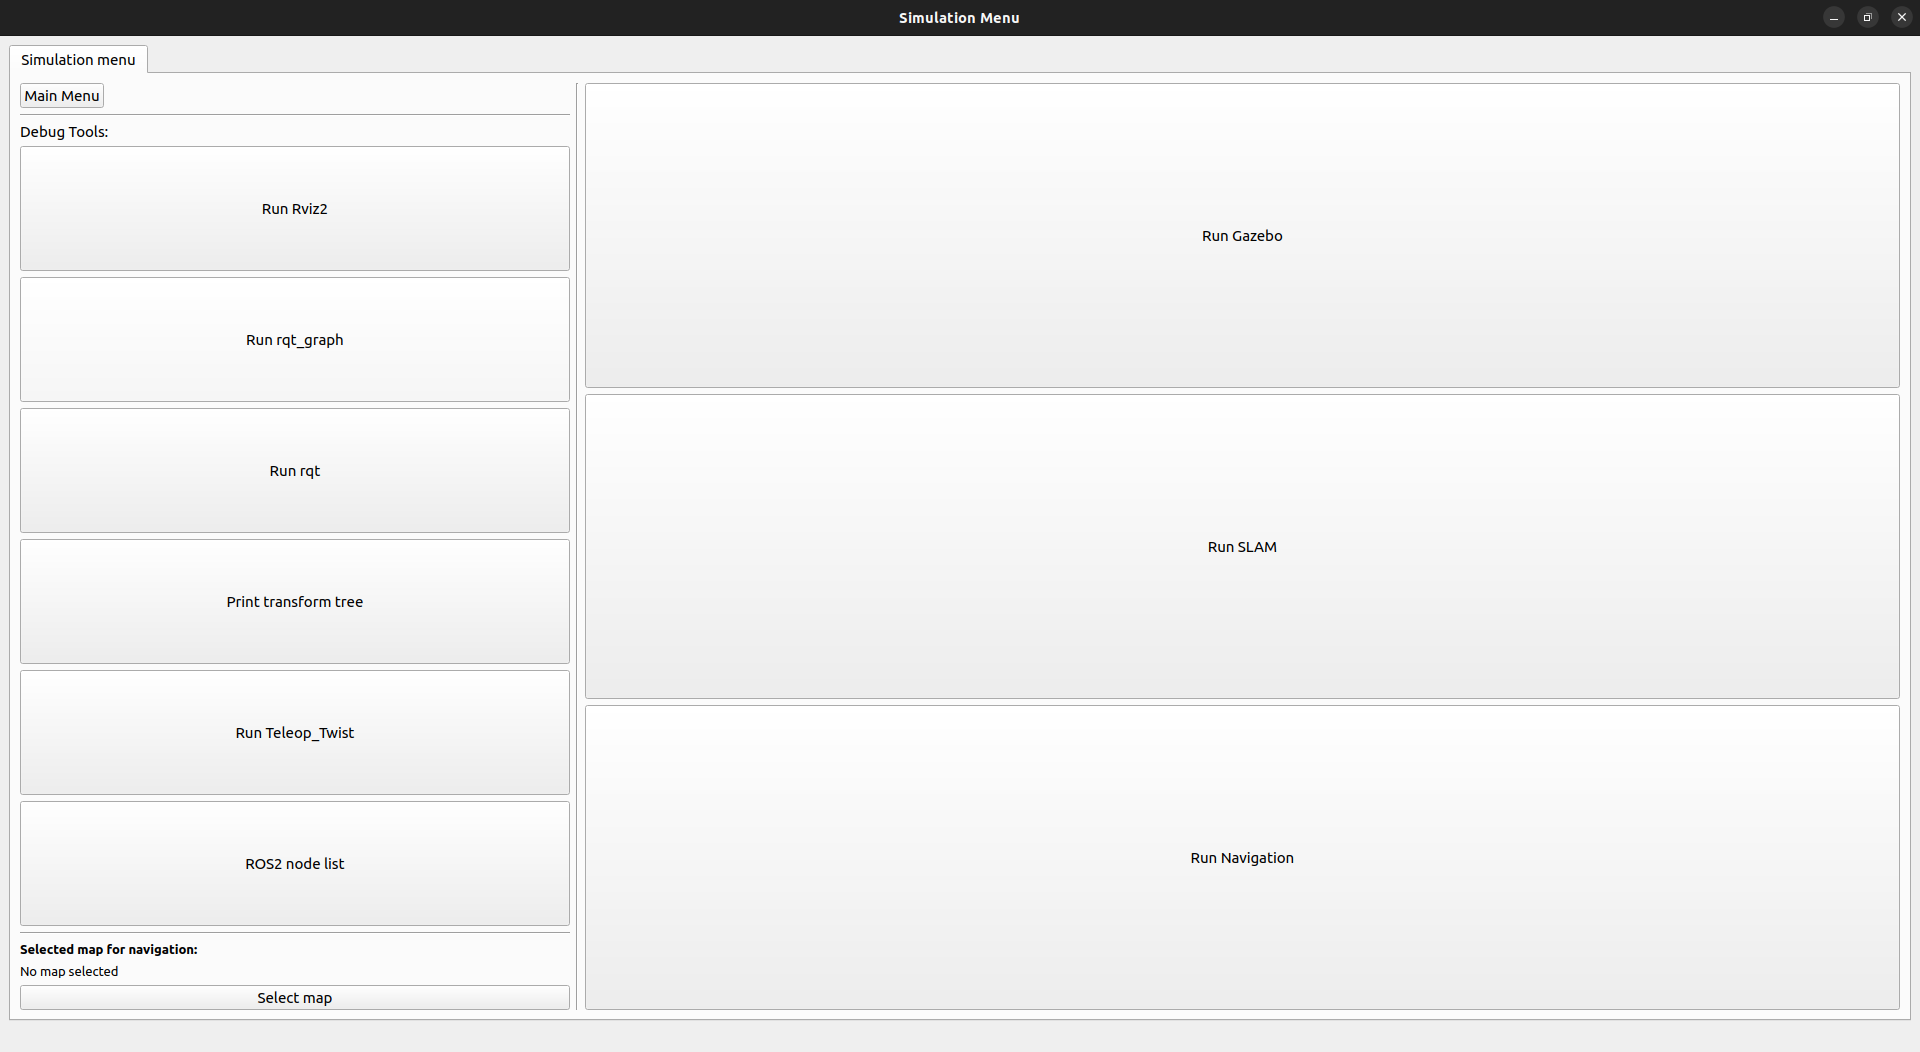 Simulation Menu
Simulation menu
Main Menu
Debug Tools:
Run Rviz2
Run rqt_graph
Run rqt
Print transform tree
Run Teleop_Twist
ROS2 node list
Selected map for navigation:
No map selected
Select map
Run Gazebo
Run SLAM
Run Navigation